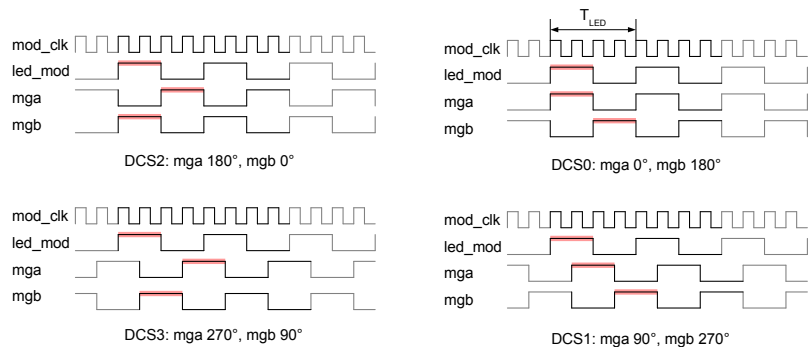 mod_clk
led_mod
mga
mgb
DCS2: mga 180°, mgb 0°
T_LED
mod_clk
led_mod
mga
mgb
DCS0: mga 0°, mgb 180°
mod_clk
led_mod
mga
mgb
DCS3: mga 270°, mgb 90°
mod_clk
led_mod
mga
mgb
DCS1: mga 90°, mgb 270°